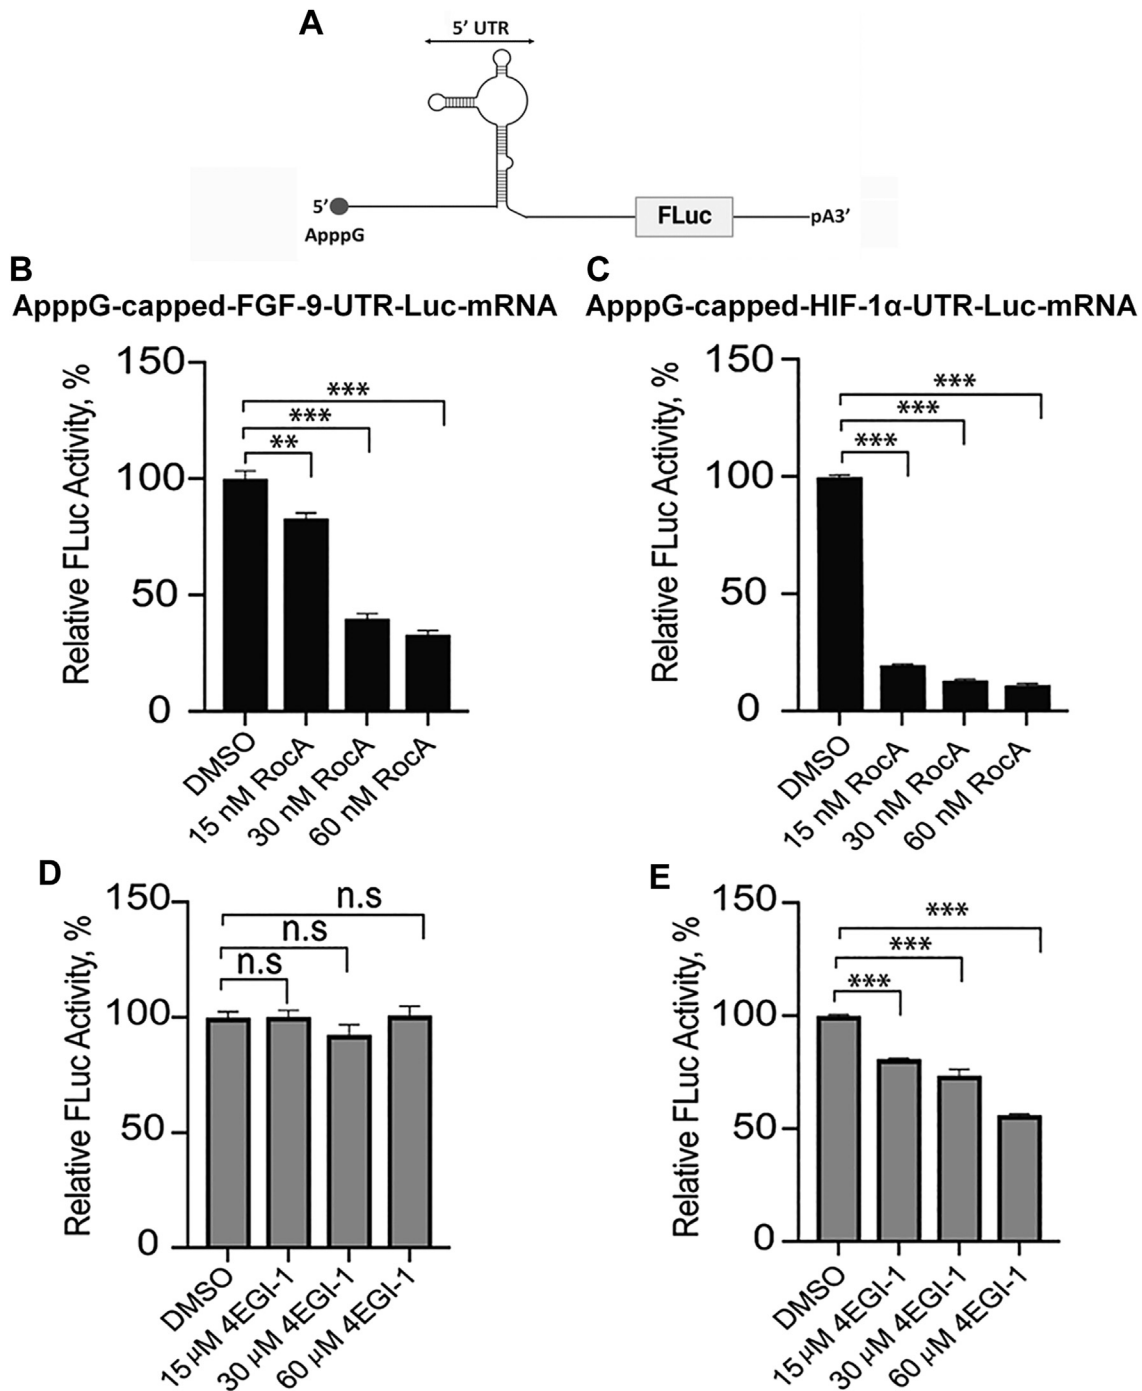 A
5’ UTR
5’
ApppG
FLuc
pA3’
B
ApppG-capped-FGF-9-UTR-Luc-mRNA
Relative FLuc Activity, %
150
100
50
0
***
***
**
DMSO
15 nM RocA
30 nM RocA
60 nM RocA
C
ApppG-capped-HIF-1α-UTR-Luc-mRNA
Relative FLuc Activity, %
150
100
50
0
***
***
***
DMSO
15 nM RocA
30 nM RocA
60 nM RocA
D
Relative FLuc Activity, %
150
100
50
0
n.s
n.s
n.s
DMSO
15 µM 4EGI-1
30 µM 4EGI-1
60 µM 4EGI-1
E
Relative FLuc Activity, %
150
100
50
0
***
***
***
DMSO
15 µM 4EGI-1
30 µM 4EGI-1
60 µM 4EGI-1